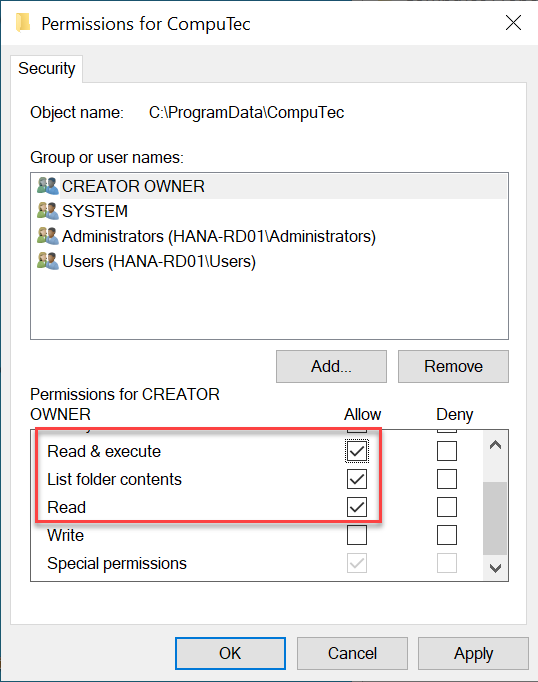 Permissions for CompuTec
Security
Object name: C:\ProgramData\CompuTec
Group or user names:
CREATOR OWNER
SYSTEM
Administrators (HANA-RD01\Administrators)
Users (HANA-RD01\Users)
Add... Remove
Permissions for CREATOR
OWNER Allow Deny
Read & execute
List folder contents
Read
Write
Special permissions
OK Cancel Apply